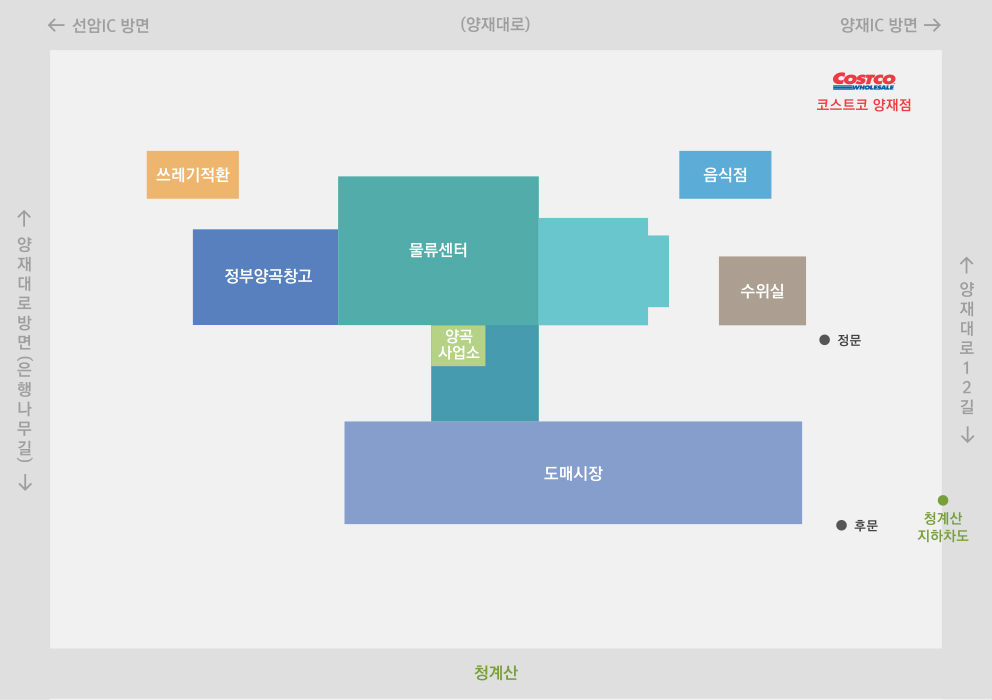 ← 선암IC 방면
(양재대로)
양재IC 방면 →
COSTCO
WHOLESALE
코스트코 양재점
쓰레기적환
음식점
물류센터
정부양곡창고
수위실
양곡
사업소
정문
도매시장
후문
↑ 양재대로방면(은행나무길) ↓
↑ 양재대로12길 ↓
청계산
지하차도
청계산